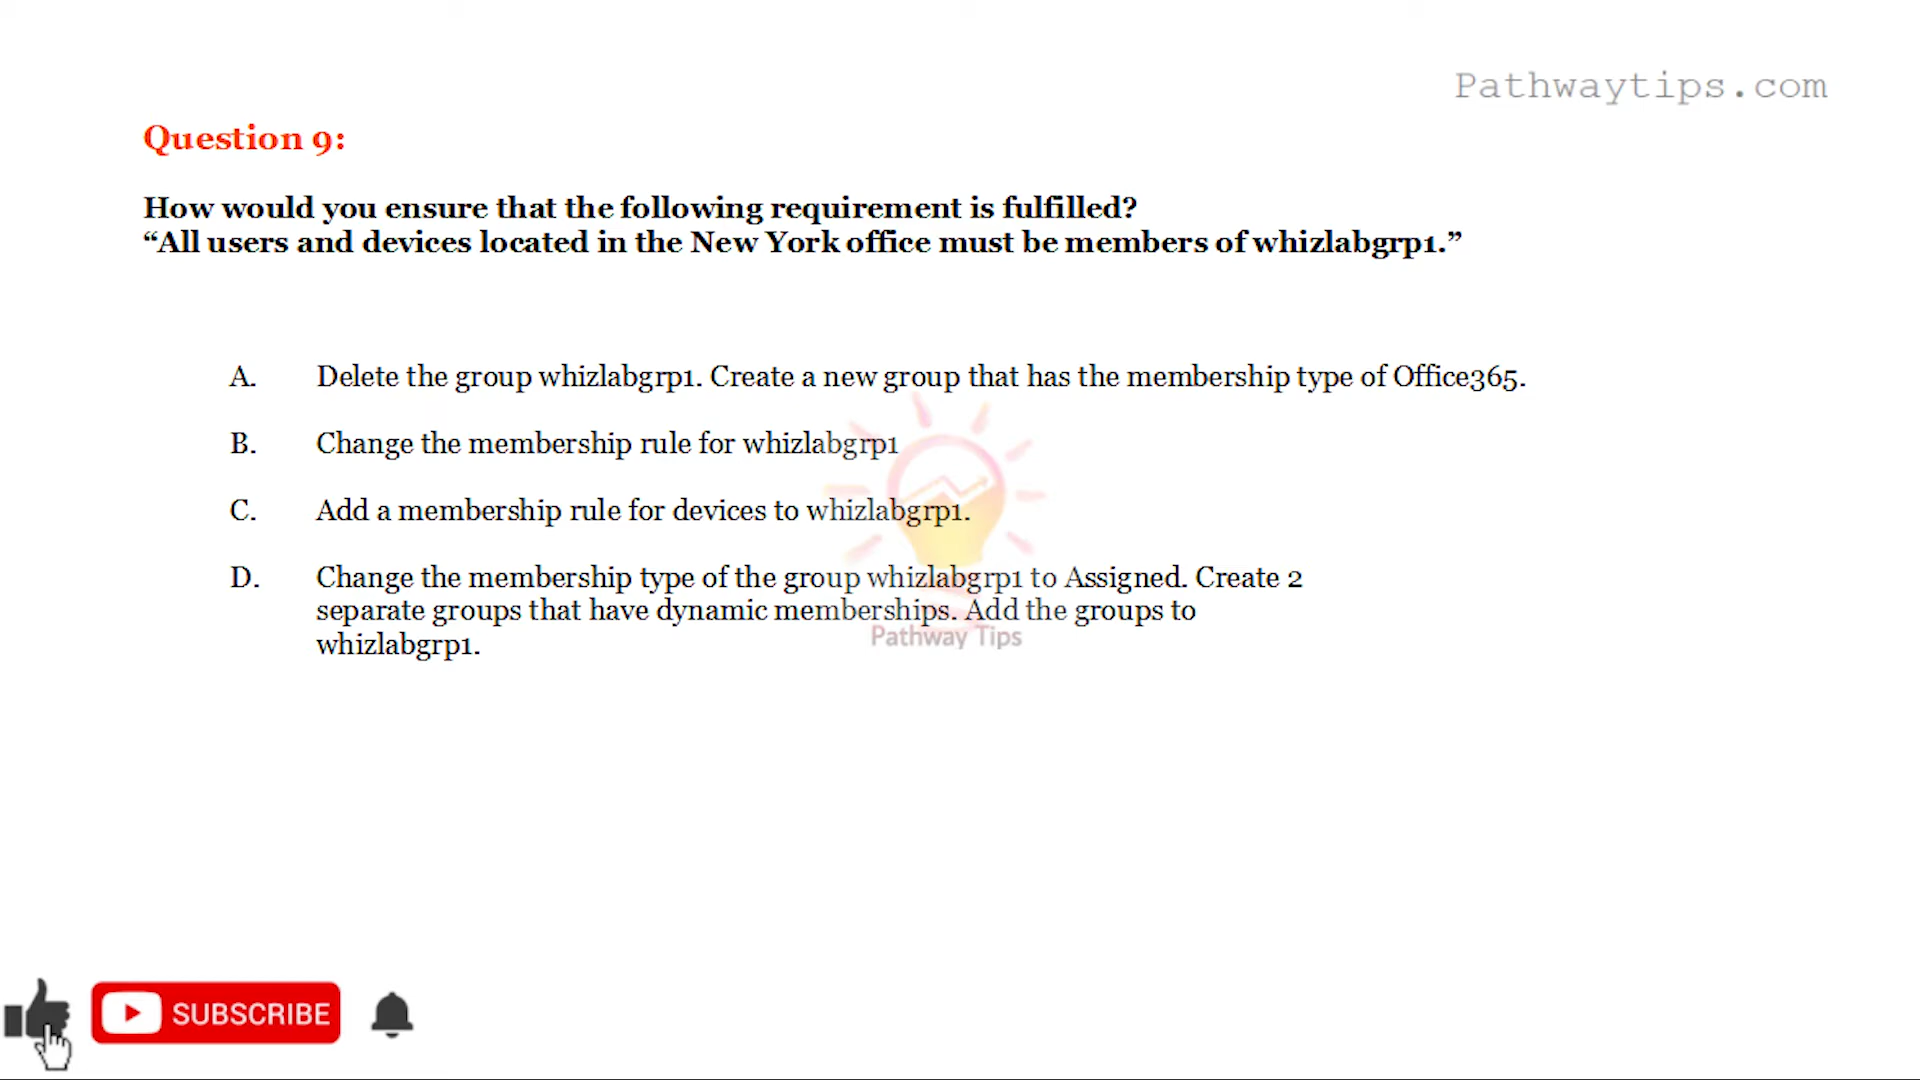 Pathwaytips.com
Question 9:
How would you ensure that the following requirement is fulfilled?
“All users and devices located in the New York office must be members of whizlabgrp1.”
A. Delete the group whizlabgrp1. Create a new group that has the membership type of Office365.
B. Change the membership rule for whizlabgrp1
C. Add a membership rule for devices to whizlabgrp1.
D. Change the membership type of the group whizlabgrp1 to Assigned. Create 2
separate groups that have dynamic memberships. Add the groups to
whizlabgrp1.
Pathway Tips
SUBSCRIBE